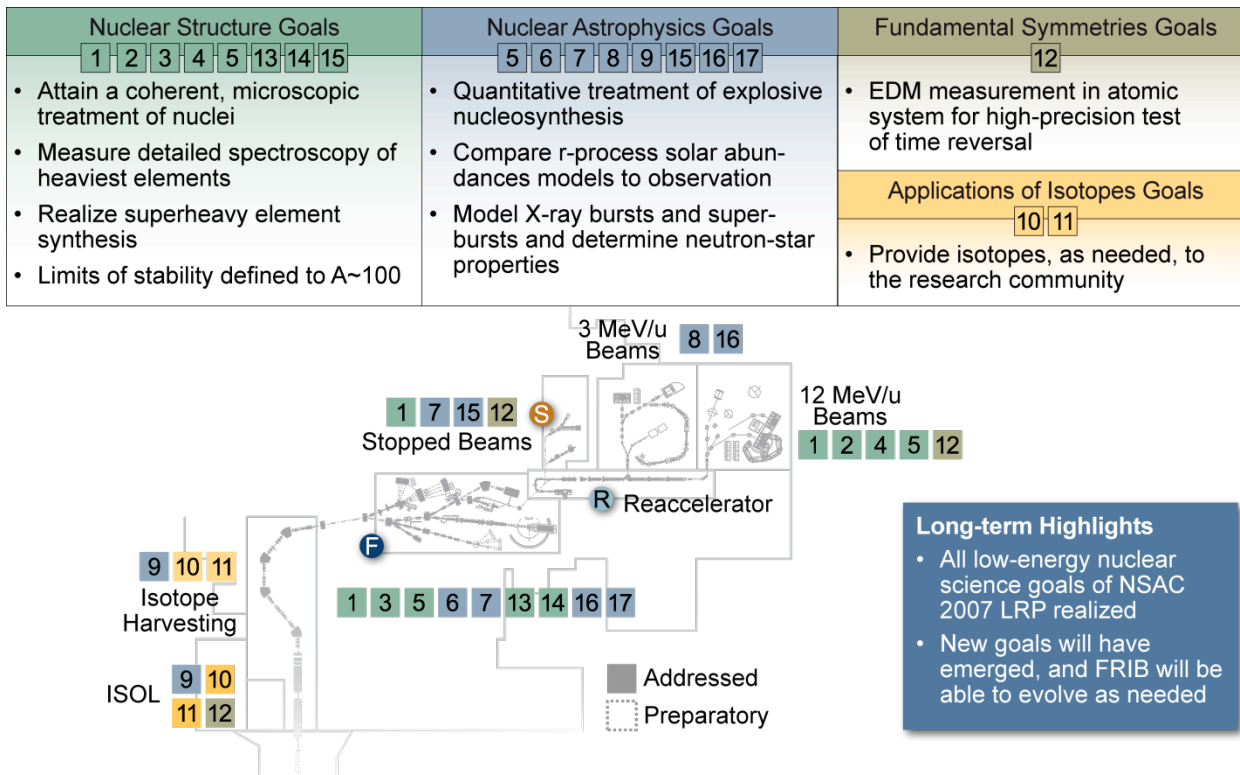 Nuclear Structure Goals
1 2 3 4 5 13 14 15
• Attain a coherent, microscopic
treatment of nuclei
• Measure detailed spectroscopy of
heaviest elements
• Realize superheavy element
synthesis
• Limits of stability defined to A~100
Nuclear Astrophysics Goals
5 6 7 8 9 15 16 17
• Quantitative treatment of explosive
nucleosynthesis
• Compare r-process solar abun-
dances models to observation
• Model X-ray bursts and super-
bursts and determine neutron-star
properties
Fundamental Symmetries Goals
12
• EDM measurement in atomic
system for high-precision test
of time reversal
Applications of Isotopes Goals
10 11
• Provide isotopes, as needed, to
the research community
3 MeV/u
Beams
8 16
1 7 15 12
Stopped Beams
S
12 MeV/u
Beams
1 2 4 5 12
R
Reaccelerator
F
1 3 5 6 7 13 14 16 17
9 10 11
Isotope
Harvesting
ISOL
9 10
11 12
Addressed
Preparatory
Long-term Highlights
• All low-energy nuclear
science goals of NSAC
2007 LRP realized
• New goals will have
emerged, and FRIB will be
able to evolve as needed